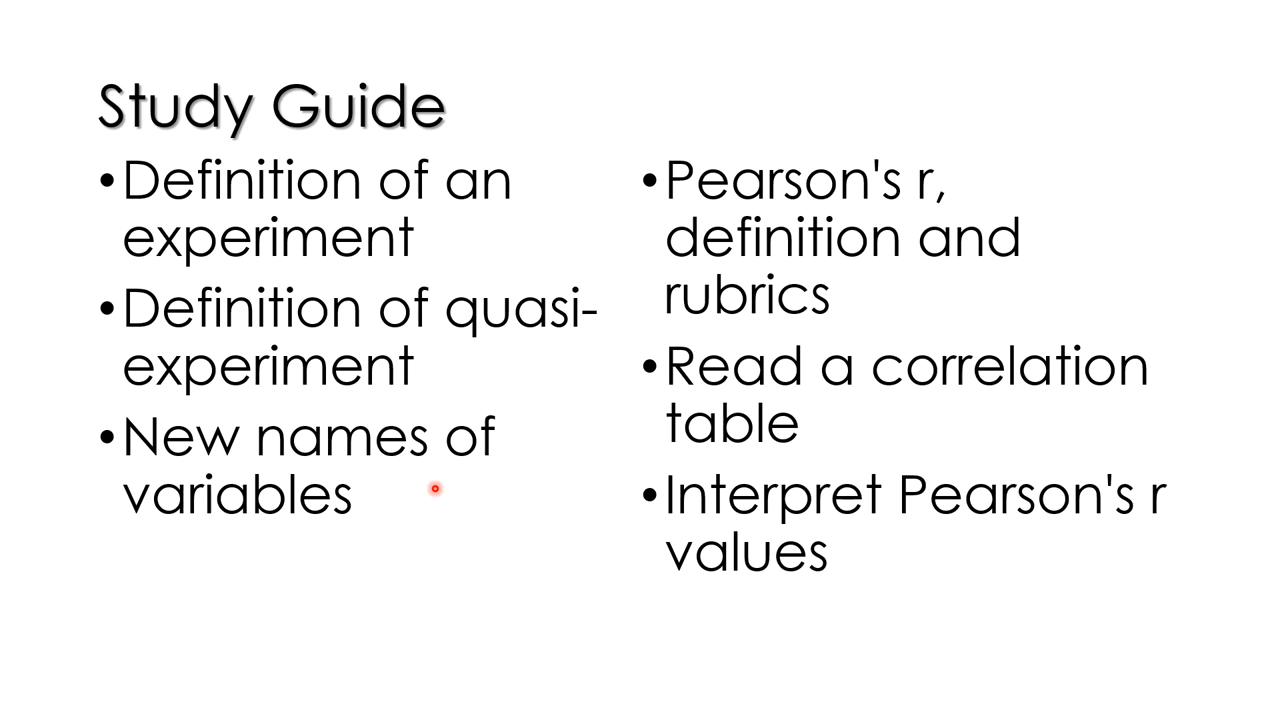 Study Guide
•Definition of an
experiment
•Definition of quasi-
experiment
•New names of
variables
•Pearson's r,
definition and
rubrics
•Read a correlation
table
•Interpret Pearson's r
values